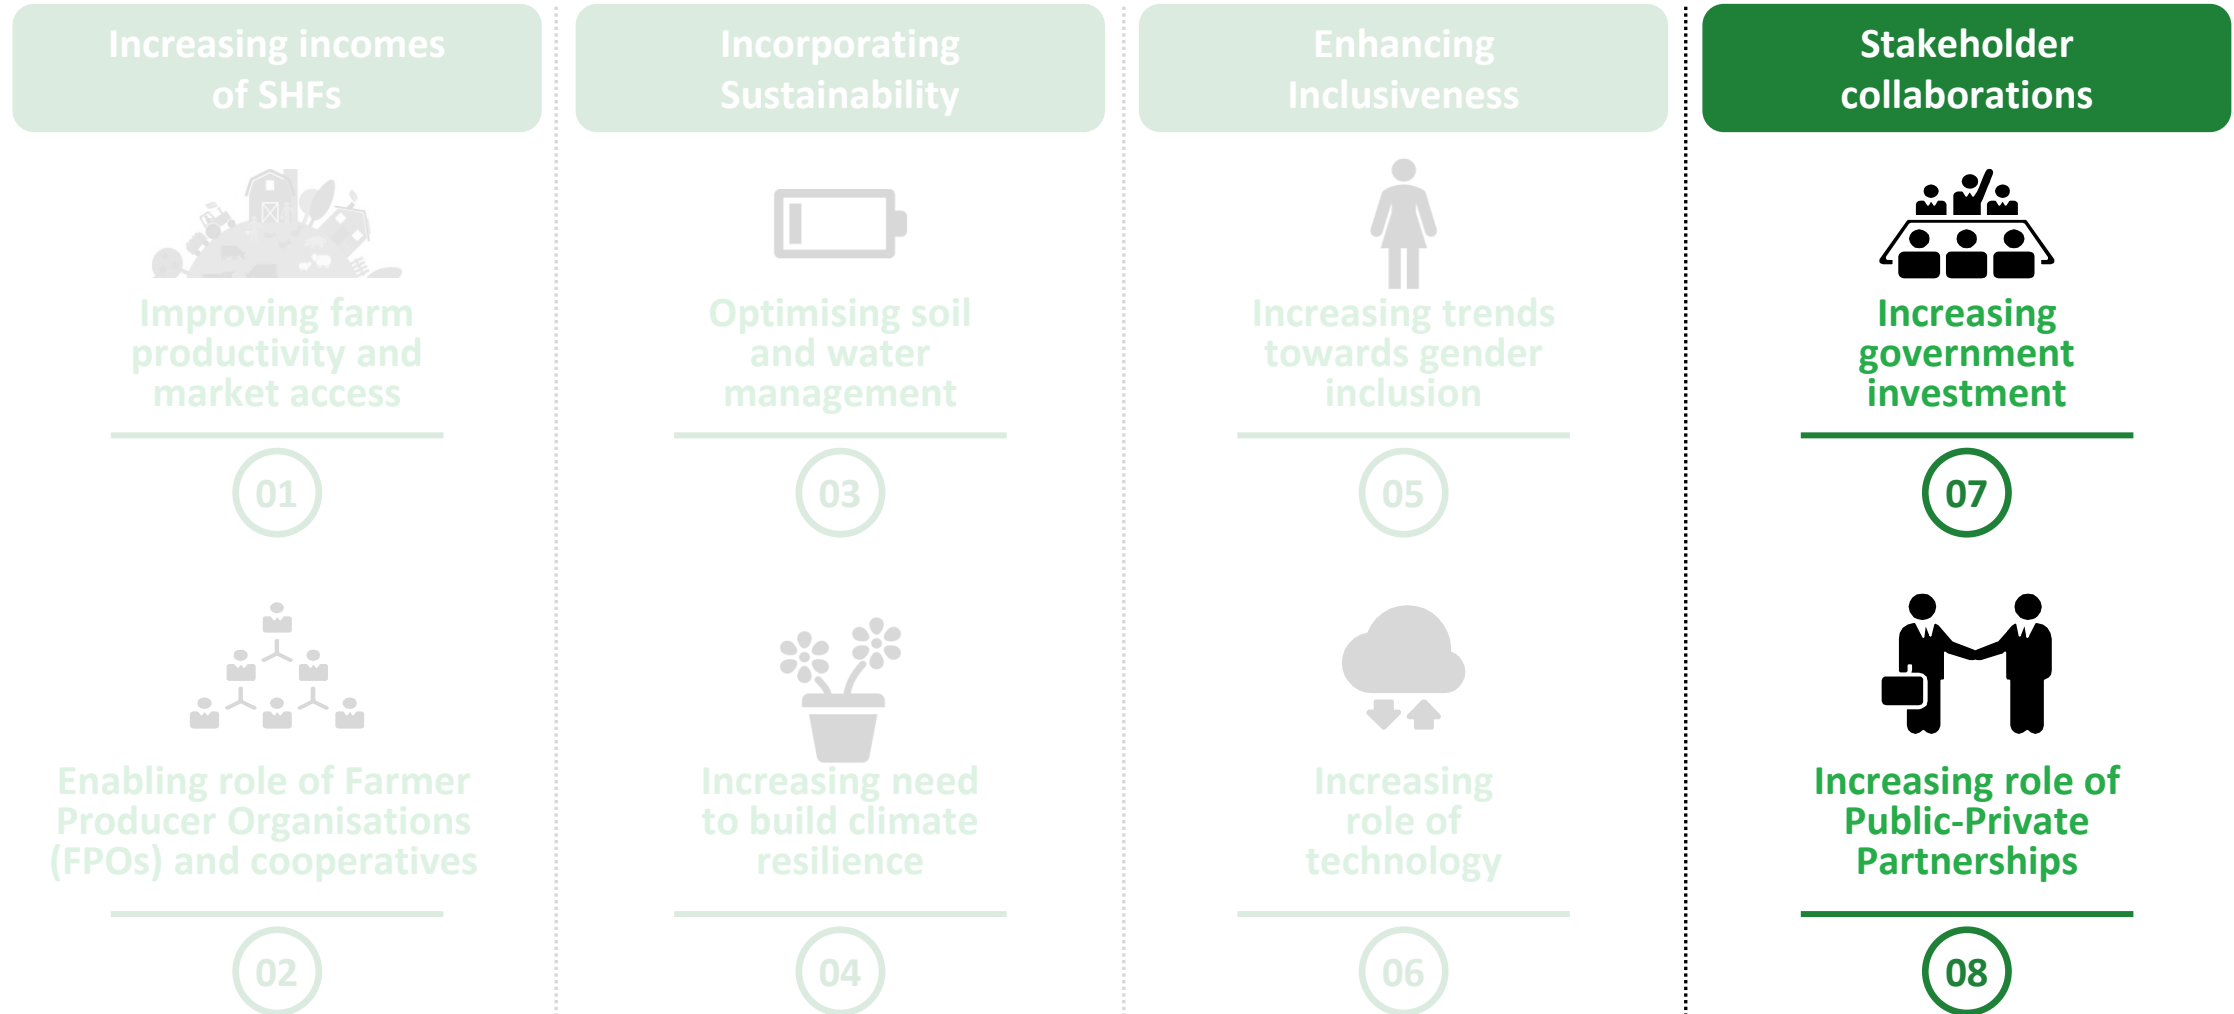 Increasing incomes
of SHFs
Improving farm
productivity and
market access
01
Enabling role of Farmer
Producer Organisations
(FPOs) and cooperatives
02
Incorporating
Sustainability
Optimising soil
and water
management
03
Increasing need
to build climate
resilience
04
Enhancing
Inclusiveness
Increasing trends
towards gender
inclusion
05
Increasing
role of
technology
06
Stakeholder
collaborations
Increasing
government
investment
07
Increasing role of
Public-Private
Partnerships
08